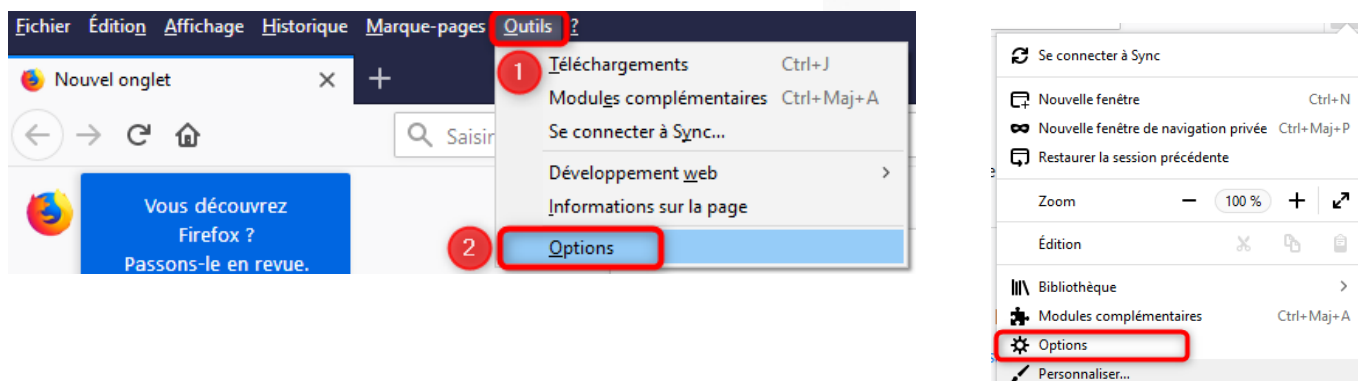 Fichier Édition Affichage Historique Marque-pages Outils ?
Nouvel onglet
1
Téléchargements Ctrl+J
Modules complémentaires Ctrl+Maj+A
Saisir
Se connecter à Sync...
Développement web
Informations sur la page
Vous découvrez
Firefox ?
Passons-le en revue.
2
Options
Se connecter à Sync
Nouvelle fenêtre Ctrl+N
Nouvelle fenêtre de navigation privée Ctrl+Maj+P
Restaurer la session précédente
Zoom 100 %
Édition
Bibliothèque
Modules complémentaires Ctrl+Maj+A
Options
Personnaliser...